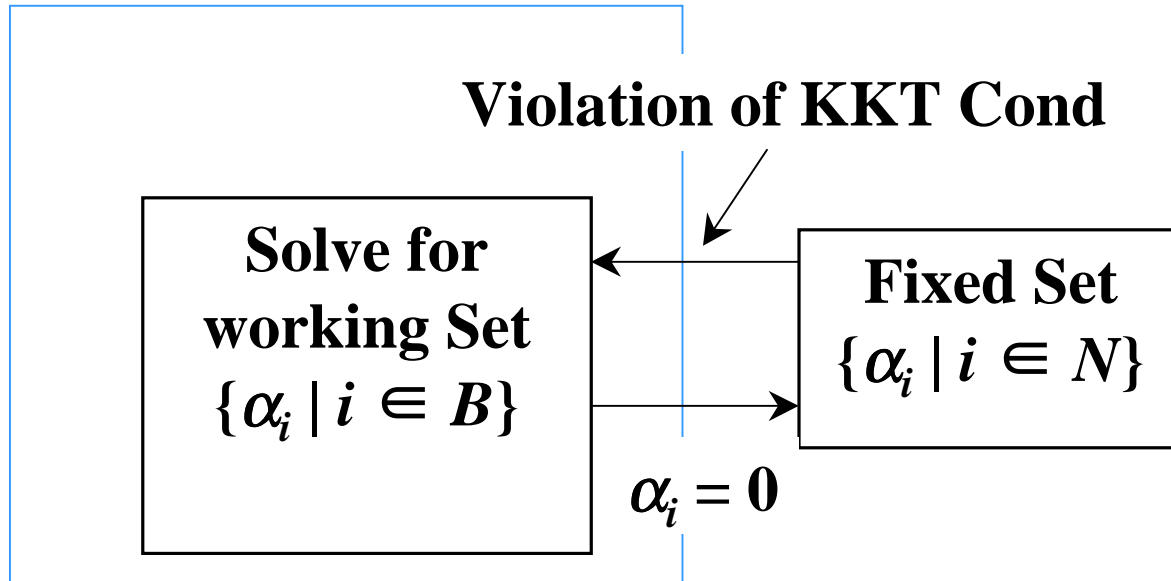 Violation of KKT Cond
Solve for
working Set
{αᵢ | i ∈ B}
Fixed Set
{αᵢ | i ∈ N}
αᵢ = 0